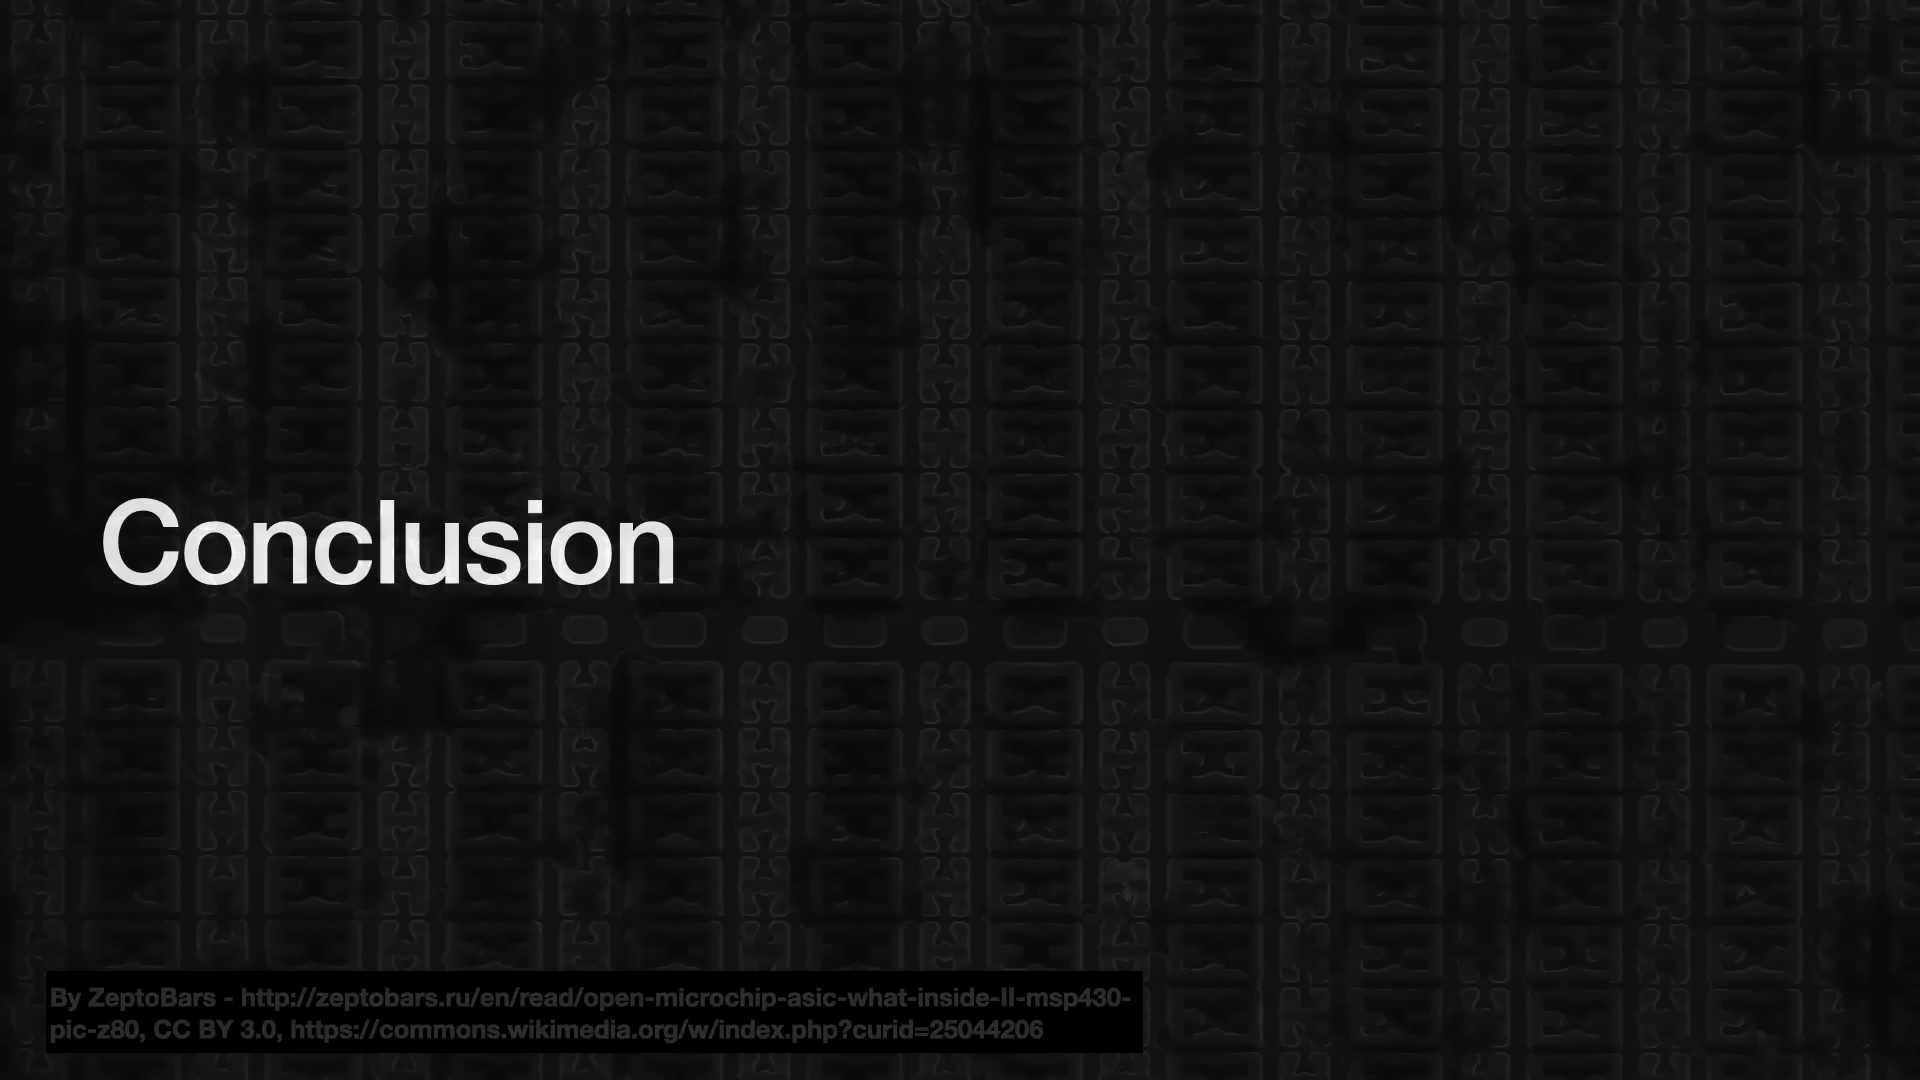 Conclusion
By ZeptoBars - http://zeptobars.ru/en/read/open-microchip-asic-what-inside-II-msp430-
pic-z80, CC BY 3.0, https://commons.wikimedia.org/w/index.php?curid=25044206